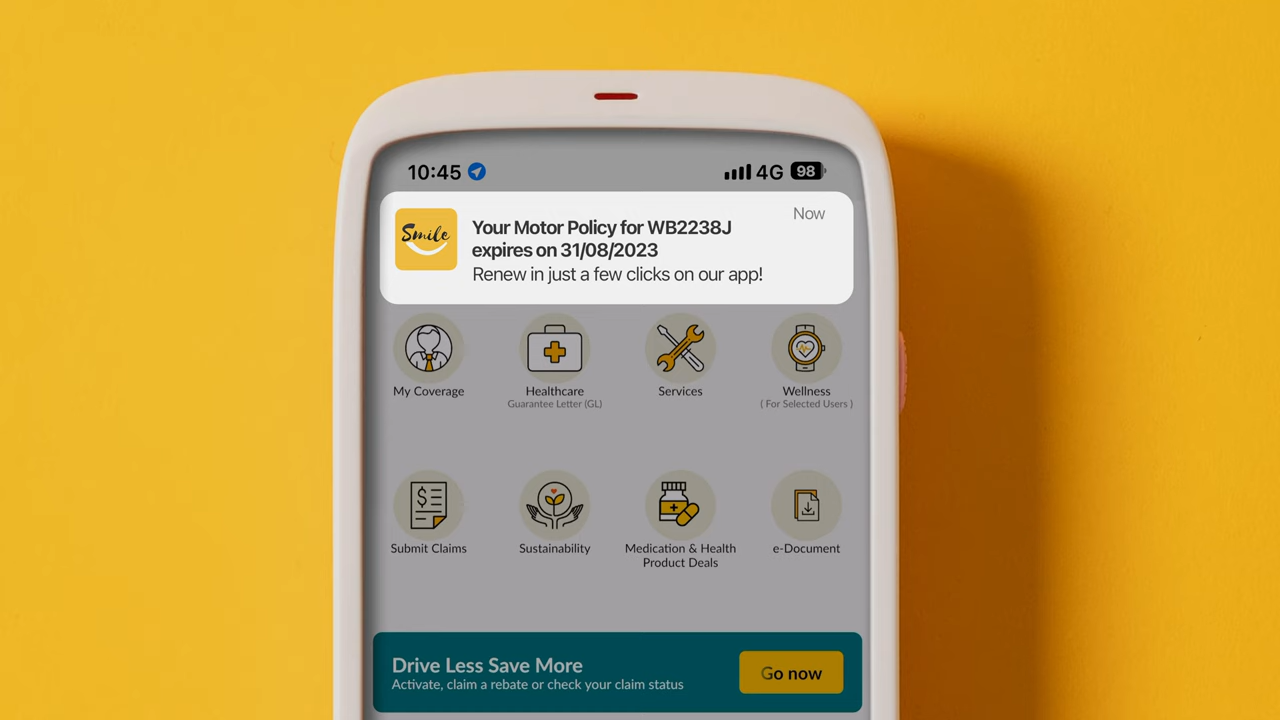 10:45
4G 98
Smile
Now
Your Motor Policy for WB2238J
expires on 31/08/2023
Renew in just a few clicks on our app!
My Coverage
Healthcare
Guarantee Letter (GL)
Services
Wellness
( For Selected Users )
$
Submit Claims
Sustainability
Medication & Health
Product Deals
e-Document
Drive Less Save More
Activate, claim a rebate or check your claim status
Go now